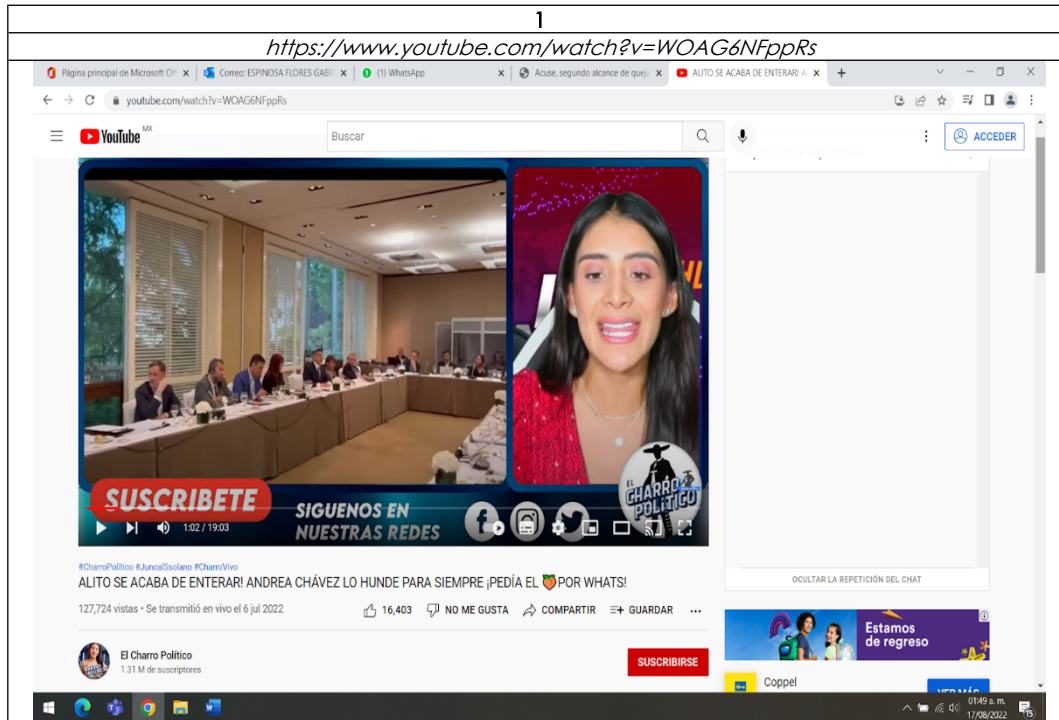 1
https://www.youtube.com/watch?v=WOAG6NFppRs
Página principal de Microsoft Of
Correo: ESPINOSA FLORES GABR
(1) WhatsApp
Acuse, segundo alcance de quej
ALITO SE ACABA DE ENTERAR! A
youtube.com/watch?v=WOAG6NFppRs
YouTube MX
Buscar
ACCEDER
EL CHARRO POLÍTICO
SUSCRIBETE
SIGUENOS EN
NUESTRAS REDES
1:02 / 19:03
#CharroPolitico #JuncalSsolano #CharroVivo
ALITO SE ACABA DE ENTERAR! ANDREA CHÁVEZ LO HUNDE PARA SIEMPRE ¡PEDÍA EL 🍑POR WHATS!
127,724 vistas • Se transmitió en vivo el 6 jul 2022
16,403 NO ME GUSTA COMPARTIR GUARDAR ...
OCULTAR LA REPETICIÓN DEL CHAT
Estamos
de regreso
El Charro Político
1.31 M de suscriptores
SUSCRIBIRSE
Coppel
VER MÁS
01:49 a. m.
17/08/2022
15